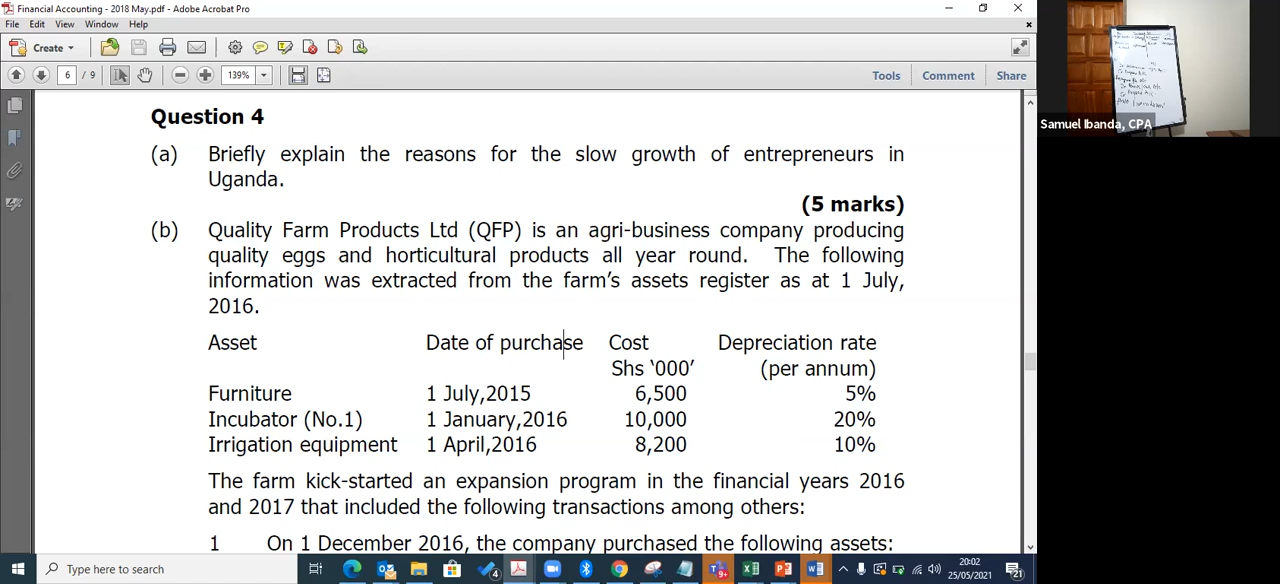 Financial Accounting - 2018 May.pdf - Adobe Acrobat Pro
File Edit View Window Help
Create
6 / 9 139% Tools Comment Share
Samuel Ibanda, CPA
Question 4
(a) Briefly explain the reasons for the slow growth of entrepreneurs in
Uganda.
(5 marks)
(b) Quality Farm Products Ltd (QFP) is an agri-business company producing
quality eggs and horticultural products all year round. The following
information was extracted from the farm's assets register as at 1 July,
2016.
Asset Date of purchase Cost Depreciation rate
Shs ‘000’ (per annum)
Furniture 1 July,2015 6,500 5%
Incubator (No.1) 1 January,2016 10,000 20%
Irrigation equipment 1 April,2016 8,200 10%
The farm kick-started an expansion program in the financial years 2016
and 2017 that included the following transactions among others:
1 On 1 December 2016, the company purchased the following assets:
Type here to search
4
9+
20:02
25/05/2021
21